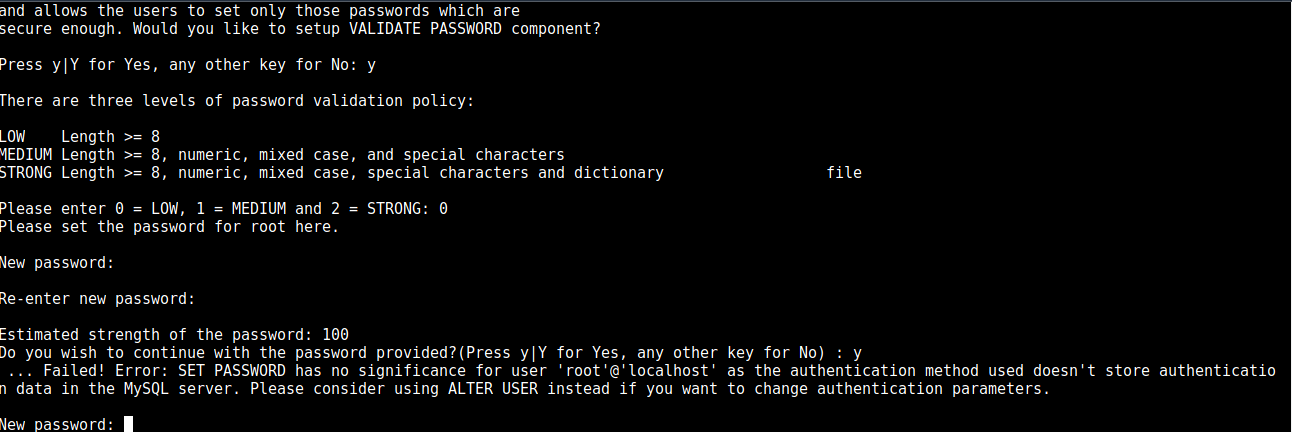 and allows the users to set only those passwords which are
secure enough. Would you like to setup VALIDATE PASSWORD component?
Press y|Y for Yes, any other key for No: y
There are three levels of password validation policy:
LOW    Length >= 8
MEDIUM Length >= 8, numeric, mixed case, and special characters
STRONG Length >= 8, numeric, mixed case, special characters and dictionary                  file
Please enter 0 = LOW, 1 = MEDIUM and 2 = STRONG: 0
Please set the password for root here.
New password:
Re-enter new password:
Estimated strength of the password: 100
Do you wish to continue with the password provided?(Press y|Y for Yes, any other key for No) : y
 ... Failed! Error: SET PASSWORD has no significance for user 'root'@'localhost' as the authentication method used doesn't store authenticatio
n data in the MySQL server. Please consider using ALTER USER instead if you want to change authentication parameters.
New password: